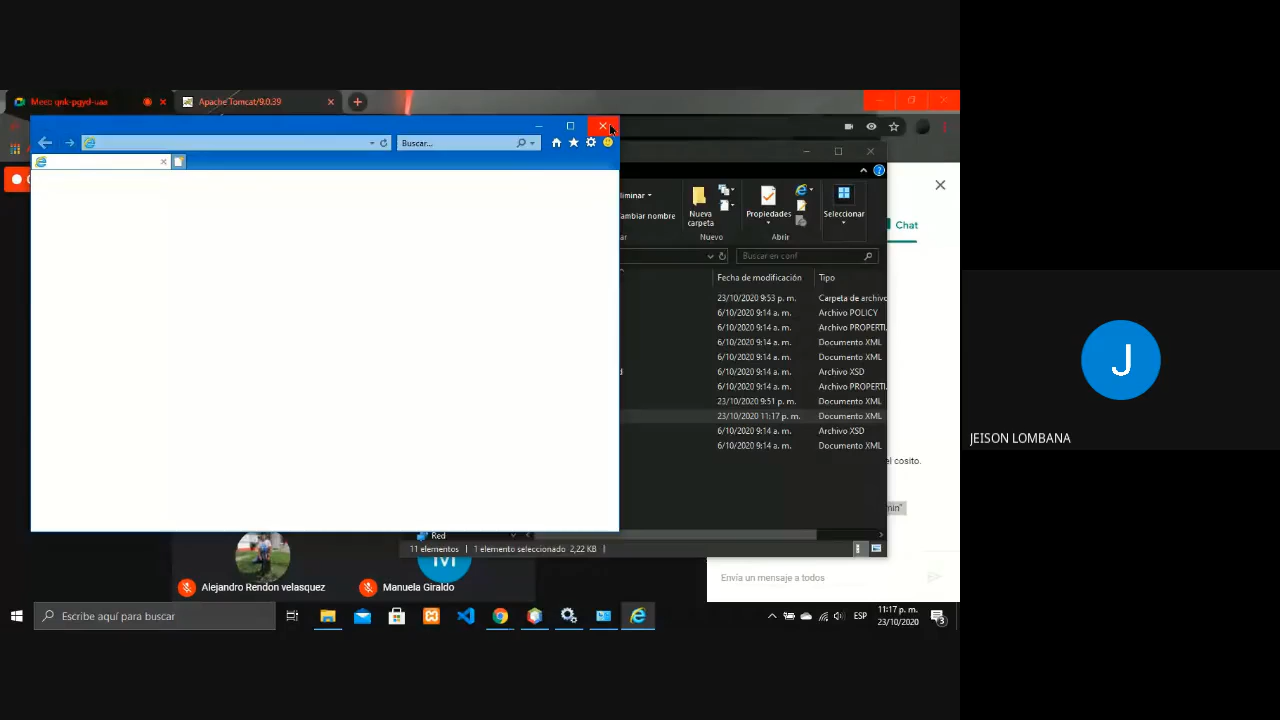 Meet: qnk-pgyd-uaa
Apache Tomcat/9.0.39
Buscar...
Chat
liminar
ambiar nombre
Nueva carpeta
Propiedades
Seleccionar
Nuevo
Abrir
Buscar en conf
Fecha de modificación Tipo
23/10/2020 9:53 p. m. Carpeta de archivo
6/10/2020 9:14 a. m. Archivo POLICY
6/10/2020 9:14 a. m. Archivo PROPERTI
6/10/2020 9:14 a. m. Documento XML
6/10/2020 9:14 a. m. Documento XML
6/10/2020 9:14 a. m. Archivo XSD
6/10/2020 9:14 a. m. Archivo PROPERTI
23/10/2020 9:51 p. m. Documento XML
23/10/2020 11:17 p. m. Documento XML
6/10/2020 9:14 a. m. Archivo XSD
6/10/2020 9:14 a. m. Documento XML
el cosito.
min"
J
JEISON LOMBANA
Red
11 elementos 1 elemento seleccionado 2,22 KB
Alejandro Rendon velasquez
M
Manuela Giraldo
Envía un mensaje a todos
Escribe aquí para buscar
ESP
11:17 p. m.
23/10/2020
3